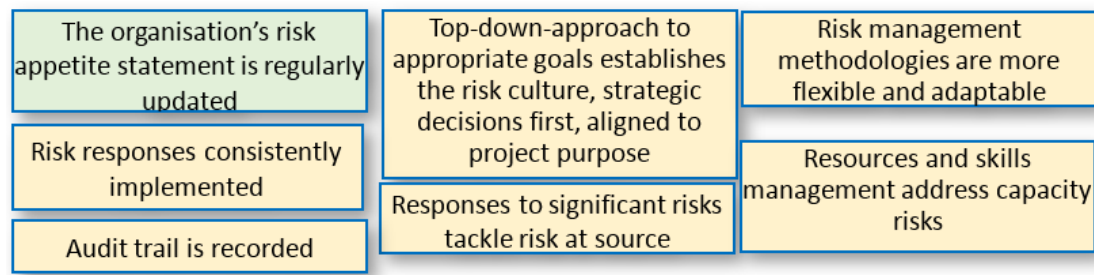 The organisation's risk
appetite statement is regularly
updated
Risk responses consistently
implemented
Audit trail is recorded
Top-down-approach to
appropriate goals establishes
the risk culture, strategic
decisions first, aligned to
project purpose
Responses to significant risks
tackle risk at source
Risk management
methodologies are more
flexible and adaptable
Resources and skills
management address capacity
risks